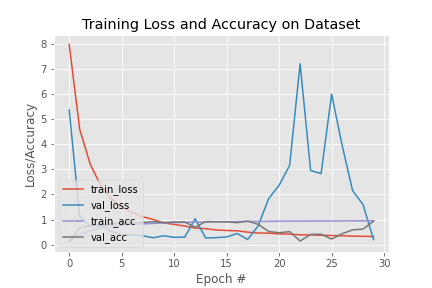 Training Loss and Accuracy on Dataset
Loss/Accuracy
8
7
6
5
4
3
2
1
0
train_loss
val_loss
train_acc
val_acc
0 5 10 15 20 25 30
Epoch #